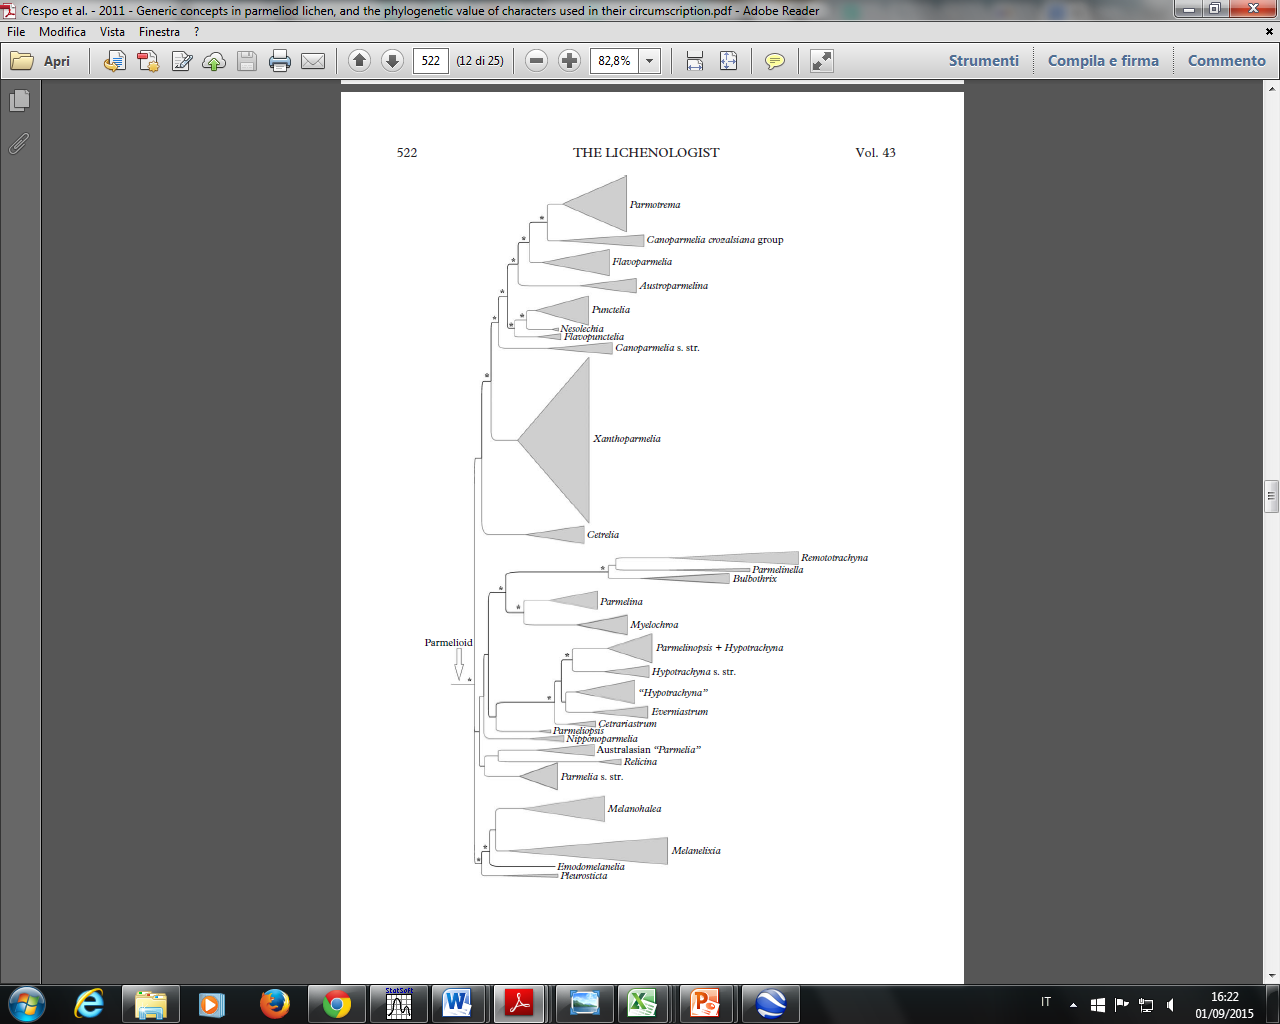 Crespo et al. - 2011 - Generic concepts in parmeliod lichen, and the phylogenetic value of characters used in their circumscription.pdf - Adobe Reader
File Modifica Vista Finestra ?
Apri 522 (12 di 25) 82,8% Strumenti Compila e firma Commento
522 THE LICHENOLOGIST Vol. 43
Parmotrema
Canoparmelia crozalsiana group
Flavoparmelia
Austroparmelina
Punctelia
Nesolechia
Flavopunctelia
Canoparmelia s. str.
Xanthoparmelia
Cetrelia
Remototrachyna
Parmelinella
Bulbothrix
Parmelina
Myelochroa
Parmelioid
Parmelinopsis + Hypotrachyna
Hypotrachyna s. str.
“Hypotrachyna”
Everniastrum
Cetrariastrum
Parmeliopsis
Nipponoparmelia
Australasian “Parmelia”
Relicina
Parmelia s. str.
Melanohalea
Melanelixia
Emodomelanelia
Pleurosticta
StatSoft
IT
16:22
01/09/2015